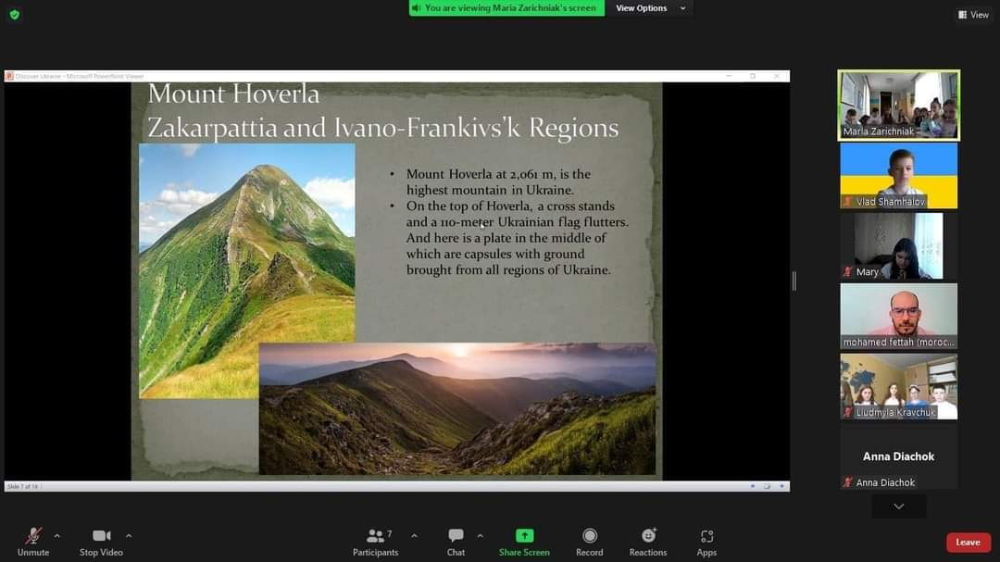 You are viewing Maria Zarichniak's screen
View Options
View
Discover Ukraine - Microsoft PowerPoint Viewer
Mount Hoverla
Zakarpattia and Ivano-Frankivs'k Regions
• Mount Hoverla at 2,061 m, is the
highest mountain in Ukraine.
• On the top of Hoverla, a cross stands
and a 110-meter Ukrainian flag flutters.
And here is a plate in the middle of
which are capsules with ground
brought from all regions of Ukraine.
Slide 7 of 19
Maria Zarichniak
Vlad Shamhalov
Mary
mohamed fettah (moroc...
Liudmyla Kravchuk
Anna Diachok
Anna Diachok
Unmute
Stop Video
Participants
7
Chat
Share Screen
Record
Reactions
Apps
Leave